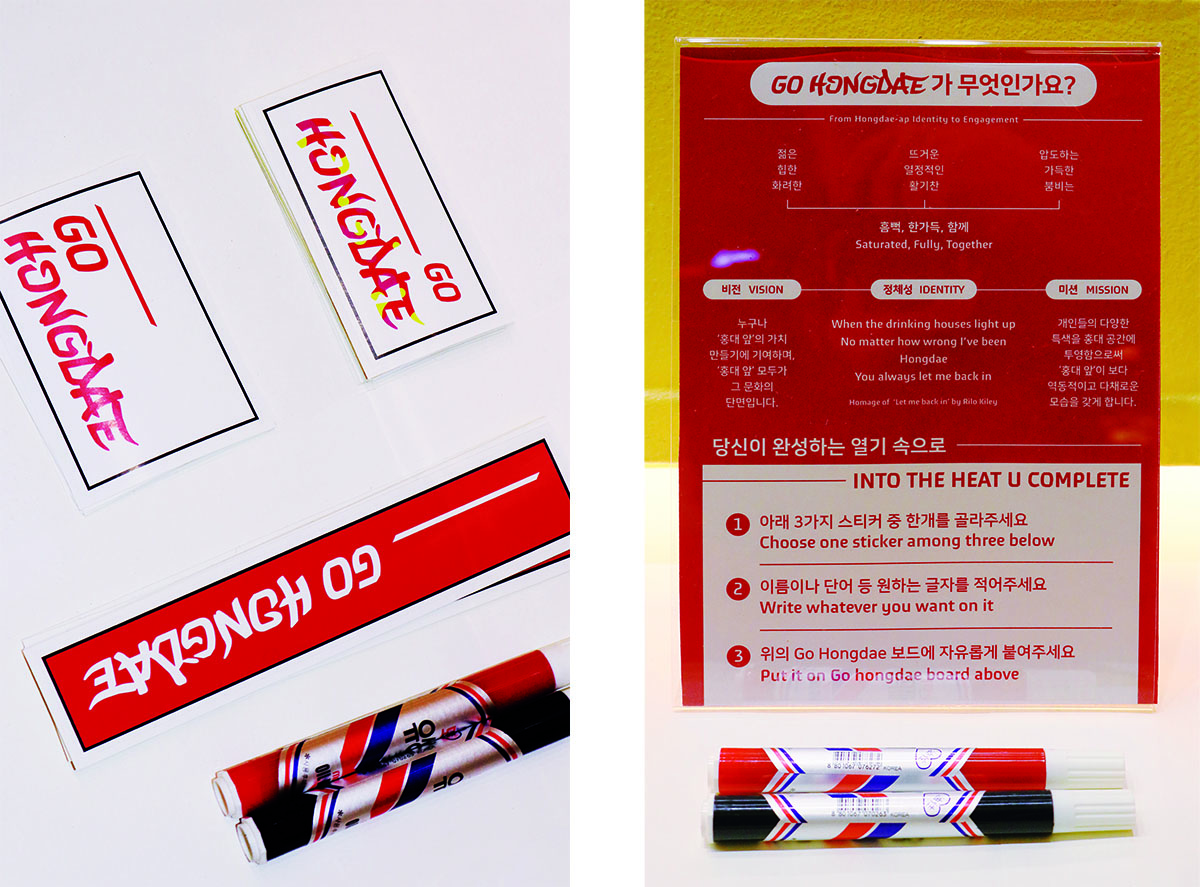 GO
HONGDAE
HONGDAE
GO
GO HONGDAE
GO HONGDAE가 무엇인가요?
From Hongdae-ap Identity to Engagement
젊은
힙한
화려한
뜨거운
열정적인
활기찬
압도하는
가득한
붐비는
흠뻑, 한가득, 함께
Saturated, Fully, Together
비전 VISION
누구나
‘홍대 앞’의 가치
만들기에 기여하며,
‘홍대 앞’ 모두가
그 문화의
단면입니다.
정체성 IDENTITY
When the drinking houses light up
No matter how wrong I've been
Hongdae
You always let me back in
Homage of ‘Let me back in’ by Rilo Kiley
미션 MISSION
개인들의 다양한
특색을 홍대 공간에
투영함으로써
‘홍대 앞’이 보다
역동적이고 다채로운
모습을 갖게 합니다.
당신이 완성하는 열기 속으로
INTO THE HEAT U COMPLETE
1 아래 3가지 스티커 중 한개를 골라주세요
Choose one sticker among three below
2 이름이나 단어 등 원하는 글자를 적어주세요
Write whatever you want on it
3 위의 Go Hongdae 보드에 자유롭게 붙여주세요
Put it on Go hongdae board above
8 801067 076272 KOREA
KOREA